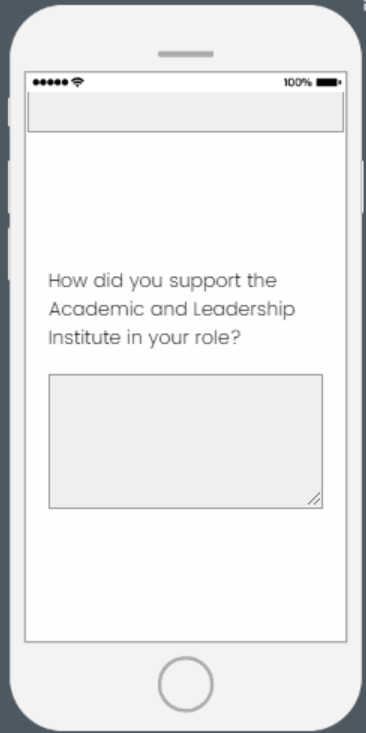 100%
How did you support the
Academic and Leadership
Institute in your role?